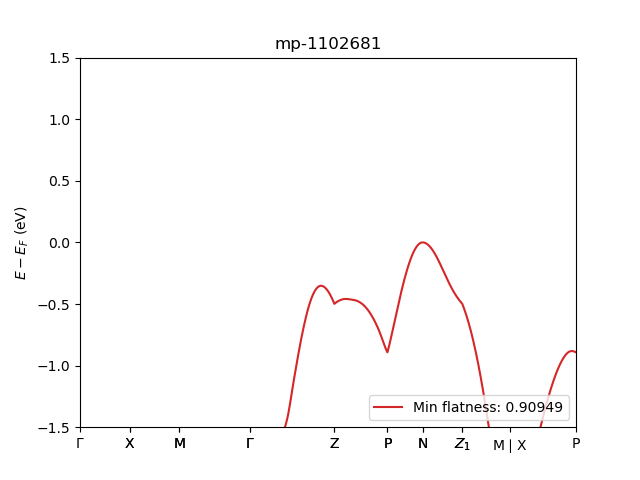 mp-1102681
1.5
1.0
0.5
0.0
−0.5
−1.0
−1.5
E − E_F (eV)
Min flatness: 0.90949
Γ X M Γ Z P N Z₁ M | X P